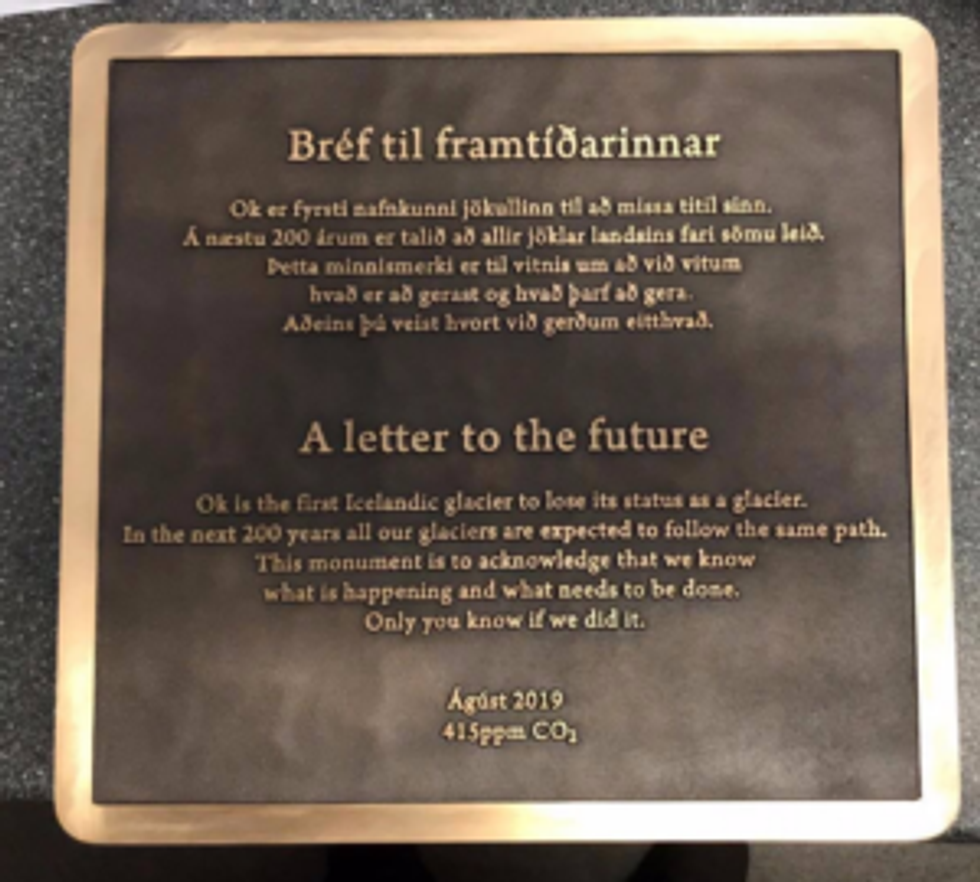 Bréf til framtíðarinnar
Ok er fyrsti nafnkunni jökullinn til að missa titil sinn.
Á næstu 200 árum er talið að allir jöklar landsins fari sömu leið.
Þetta minnismerki er til vitnis um að við vitum
hvað er að gerast og hvað þarf að gera.
Aðeins þú veist hvort við gerðum eitthvað.
A letter to the future
Ok is the first Icelandic glacier to lose its status as a glacier.
In the next 200 years all our glaciers are expected to follow the same path.
This monument is to acknowledge that we know
what is happening and what needs to be done.
Only you know if we did it.
Ágúst 2019
415ppm CO₂